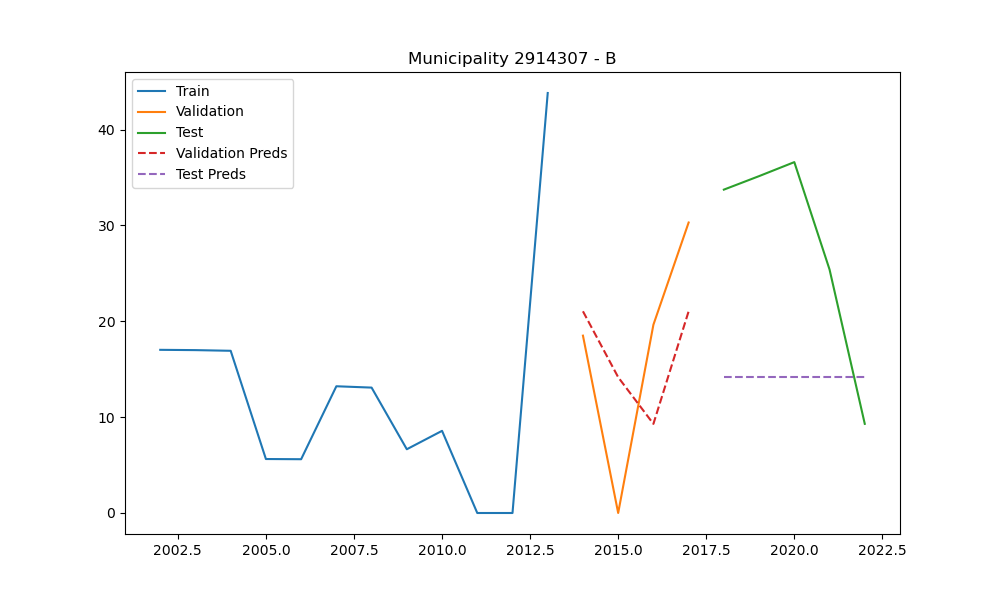 Municipality 2914307 - B
Train
Validation
Test
Validation Preds
Test Preds
40
30
20
10
0
2002.5 2005.0 2007.5 2010.0 2012.5 2015.0 2017.5 2020.0 2022.5